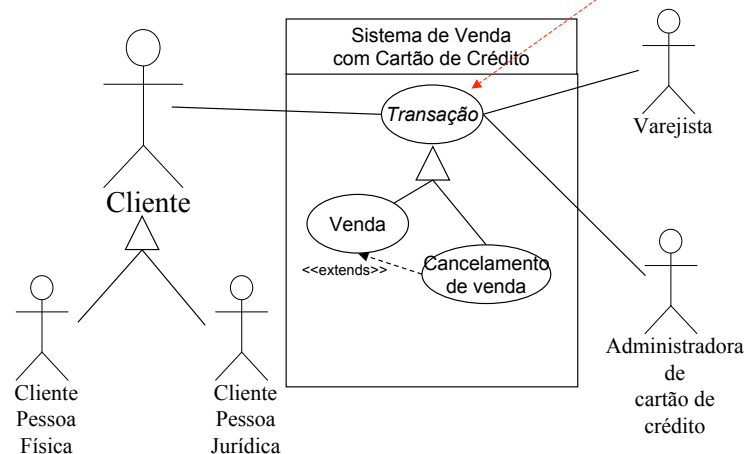 Sistema de Venda
com Cartão de Crédito
Transação
Varejista
Cliente
Venda
<<extends>>
Cancelamento
de venda
Administradora
de
cartão de
crédito
Cliente
Pessoa
Física
Cliente
Pessoa
Jurídica